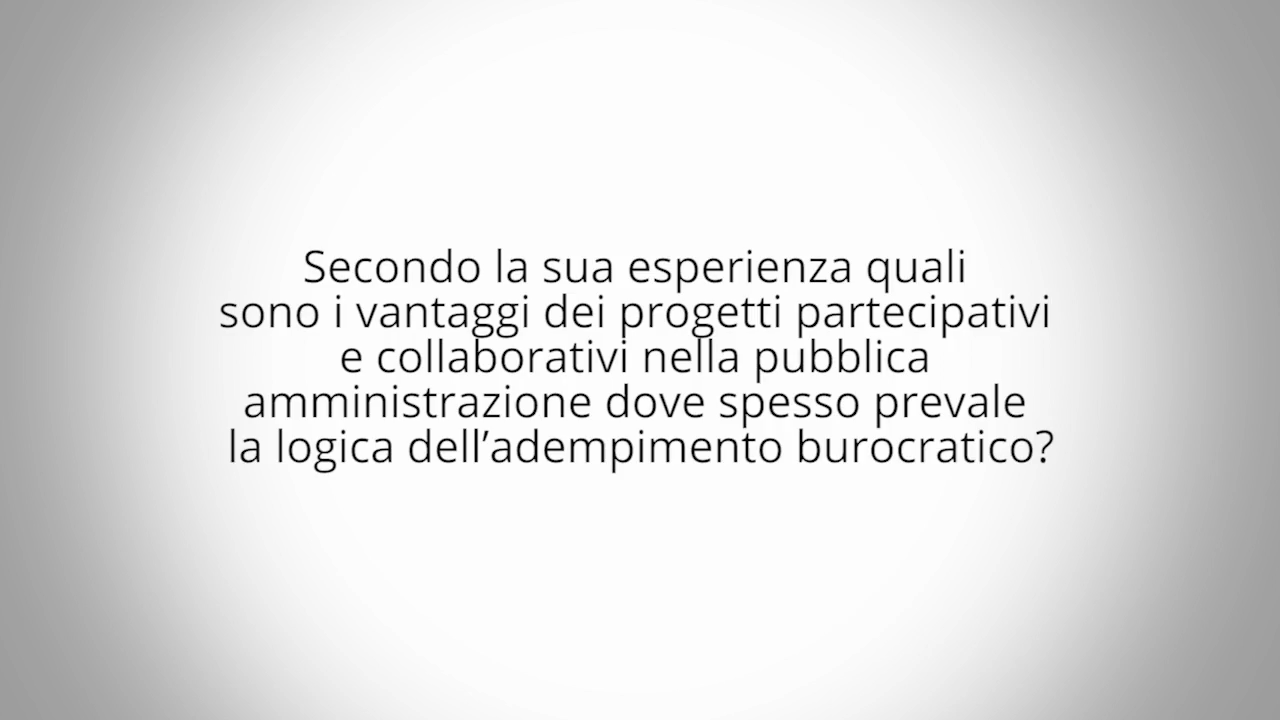 Secondo la sua esperienza quali
sono i vantaggi dei progetti partecipativi
e collaborativi nella pubblica
amministrazione dove spesso prevale
la logica dell’adempimento burocratico?